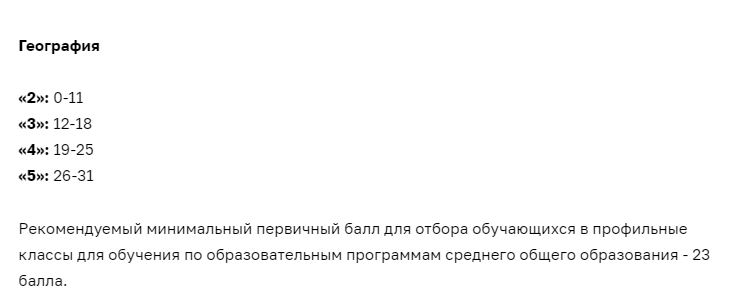 География
«2»: 0-11
«3»: 12-18
«4»: 19-25
«5»: 26-31
Рекомендуемый минимальный первичный балл для отбора обучающихся в профильные
классы для обучения по образовательным программам среднего общего образования - 23
балла.